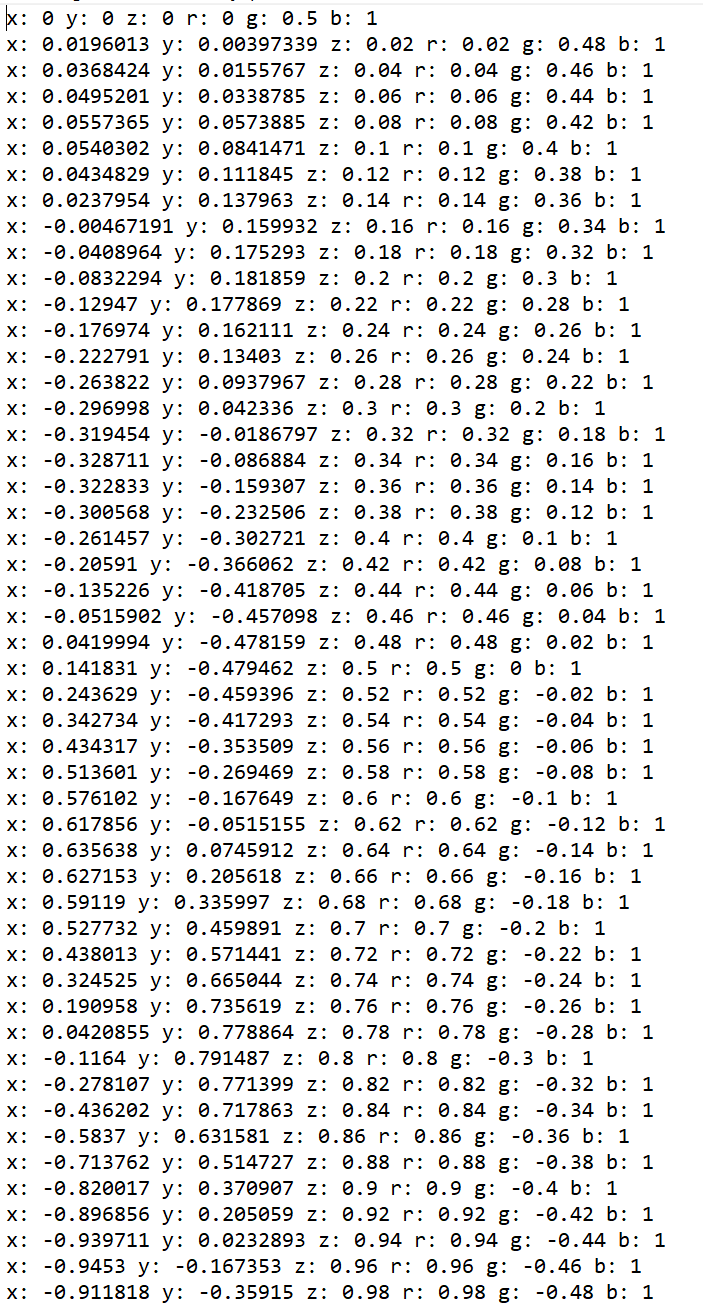 x: 0 y: 0 z: 0 r: 0 g: 0.5 b: 1
x: 0.0196013 y: 0.00397339 z: 0.02 r: 0.02 g: 0.48 b: 1
x: 0.0368424 y: 0.0155767 z: 0.04 r: 0.04 g: 0.46 b: 1
x: 0.0495201 y: 0.0338785 z: 0.06 r: 0.06 g: 0.44 b: 1
x: 0.0557365 y: 0.0573885 z: 0.08 r: 0.08 g: 0.42 b: 1
x: 0.0540302 y: 0.0841471 z: 0.1 r: 0.1 g: 0.4 b: 1
x: 0.0434829 y: 0.111845 z: 0.12 r: 0.12 g: 0.38 b: 1
x: 0.0237954 y: 0.137963 z: 0.14 r: 0.14 g: 0.36 b: 1
x: -0.00467191 y: 0.159932 z: 0.16 r: 0.16 g: 0.34 b: 1
x: -0.0408964 y: 0.175293 z: 0.18 r: 0.18 g: 0.32 b: 1
x: -0.0832294 y: 0.181859 z: 0.2 r: 0.2 g: 0.3 b: 1
x: -0.12947 y: 0.177869 z: 0.22 r: 0.22 g: 0.28 b: 1
x: -0.176974 y: 0.162111 z: 0.24 r: 0.24 g: 0.26 b: 1
x: -0.222791 y: 0.13403 z: 0.26 r: 0.26 g: 0.24 b: 1
x: -0.263822 y: 0.0937967 z: 0.28 r: 0.28 g: 0.22 b: 1
x: -0.296998 y: 0.042336 z: 0.3 r: 0.3 g: 0.2 b: 1
x: -0.319454 y: -0.0186797 z: 0.32 r: 0.32 g: 0.18 b: 1
x: -0.328711 y: -0.086884 z: 0.34 r: 0.34 g: 0.16 b: 1
x: -0.322833 y: -0.159307 z: 0.36 r: 0.36 g: 0.14 b: 1
x: -0.300568 y: -0.232506 z: 0.38 r: 0.38 g: 0.12 b: 1
x: -0.261457 y: -0.302721 z: 0.4 r: 0.4 g: 0.1 b: 1
x: -0.20591 y: -0.366062 z: 0.42 r: 0.42 g: 0.08 b: 1
x: -0.135226 y: -0.418705 z: 0.44 r: 0.44 g: 0.06 b: 1
x: -0.0515902 y: -0.457098 z: 0.46 r: 0.46 g: 0.04 b: 1
x: 0.0419994 y: -0.478159 z: 0.48 r: 0.48 g: 0.02 b: 1
x: 0.141831 y: -0.479462 z: 0.5 r: 0.5 g: 0 b: 1
x: 0.243629 y: -0.459396 z: 0.52 r: 0.52 g: -0.02 b: 1
x: 0.342734 y: -0.417293 z: 0.54 r: 0.54 g: -0.04 b: 1
x: 0.434317 y: -0.353509 z: 0.56 r: 0.56 g: -0.06 b: 1
x: 0.513601 y: -0.269469 z: 0.58 r: 0.58 g: -0.08 b: 1
x: 0.576102 y: -0.167649 z: 0.6 r: 0.6 g: -0.1 b: 1
x: 0.617856 y: -0.0515155 z: 0.62 r: 0.62 g: -0.12 b: 1
x: 0.635638 y: 0.0745912 z: 0.64 r: 0.64 g: -0.14 b: 1
x: 0.627153 y: 0.205618 z: 0.66 r: 0.66 g: -0.16 b: 1
x: 0.59119 y: 0.335997 z: 0.68 r: 0.68 g: -0.18 b: 1
x: 0.527732 y: 0.459891 z: 0.7 r: 0.7 g: -0.2 b: 1
x: 0.438013 y: 0.571441 z: 0.72 r: 0.72 g: -0.22 b: 1
x: 0.324525 y: 0.665044 z: 0.74 r: 0.74 g: -0.24 b: 1
x: 0.190958 y: 0.735619 z: 0.76 r: 0.76 g: -0.26 b: 1
x: 0.0420855 y: 0.778864 z: 0.78 r: 0.78 g: -0.28 b: 1
x: -0.1164 y: 0.791487 z: 0.8 r: 0.8 g: -0.3 b: 1
x: -0.278107 y: 0.771399 z: 0.82 r: 0.82 g: -0.32 b: 1
x: -0.436202 y: 0.717863 z: 0.84 r: 0.84 g: -0.34 b: 1
x: -0.5837 y: 0.631581 z: 0.86 r: 0.86 g: -0.36 b: 1
x: -0.713762 y: 0.514727 z: 0.88 r: 0.88 g: -0.38 b: 1
x: -0.820017 y: 0.370907 z: 0.9 r: 0.9 g: -0.4 b: 1
x: -0.896856 y: 0.205059 z: 0.92 r: 0.92 g: -0.42 b: 1
x: -0.939711 y: 0.0232893 z: 0.94 r: 0.94 g: -0.44 b: 1
x: -0.9453 y: -0.167353 z: 0.96 r: 0.96 g: -0.46 b: 1
x: -0.911818 y: -0.35915 z: 0.98 r: 0.98 g: -0.48 b: 1